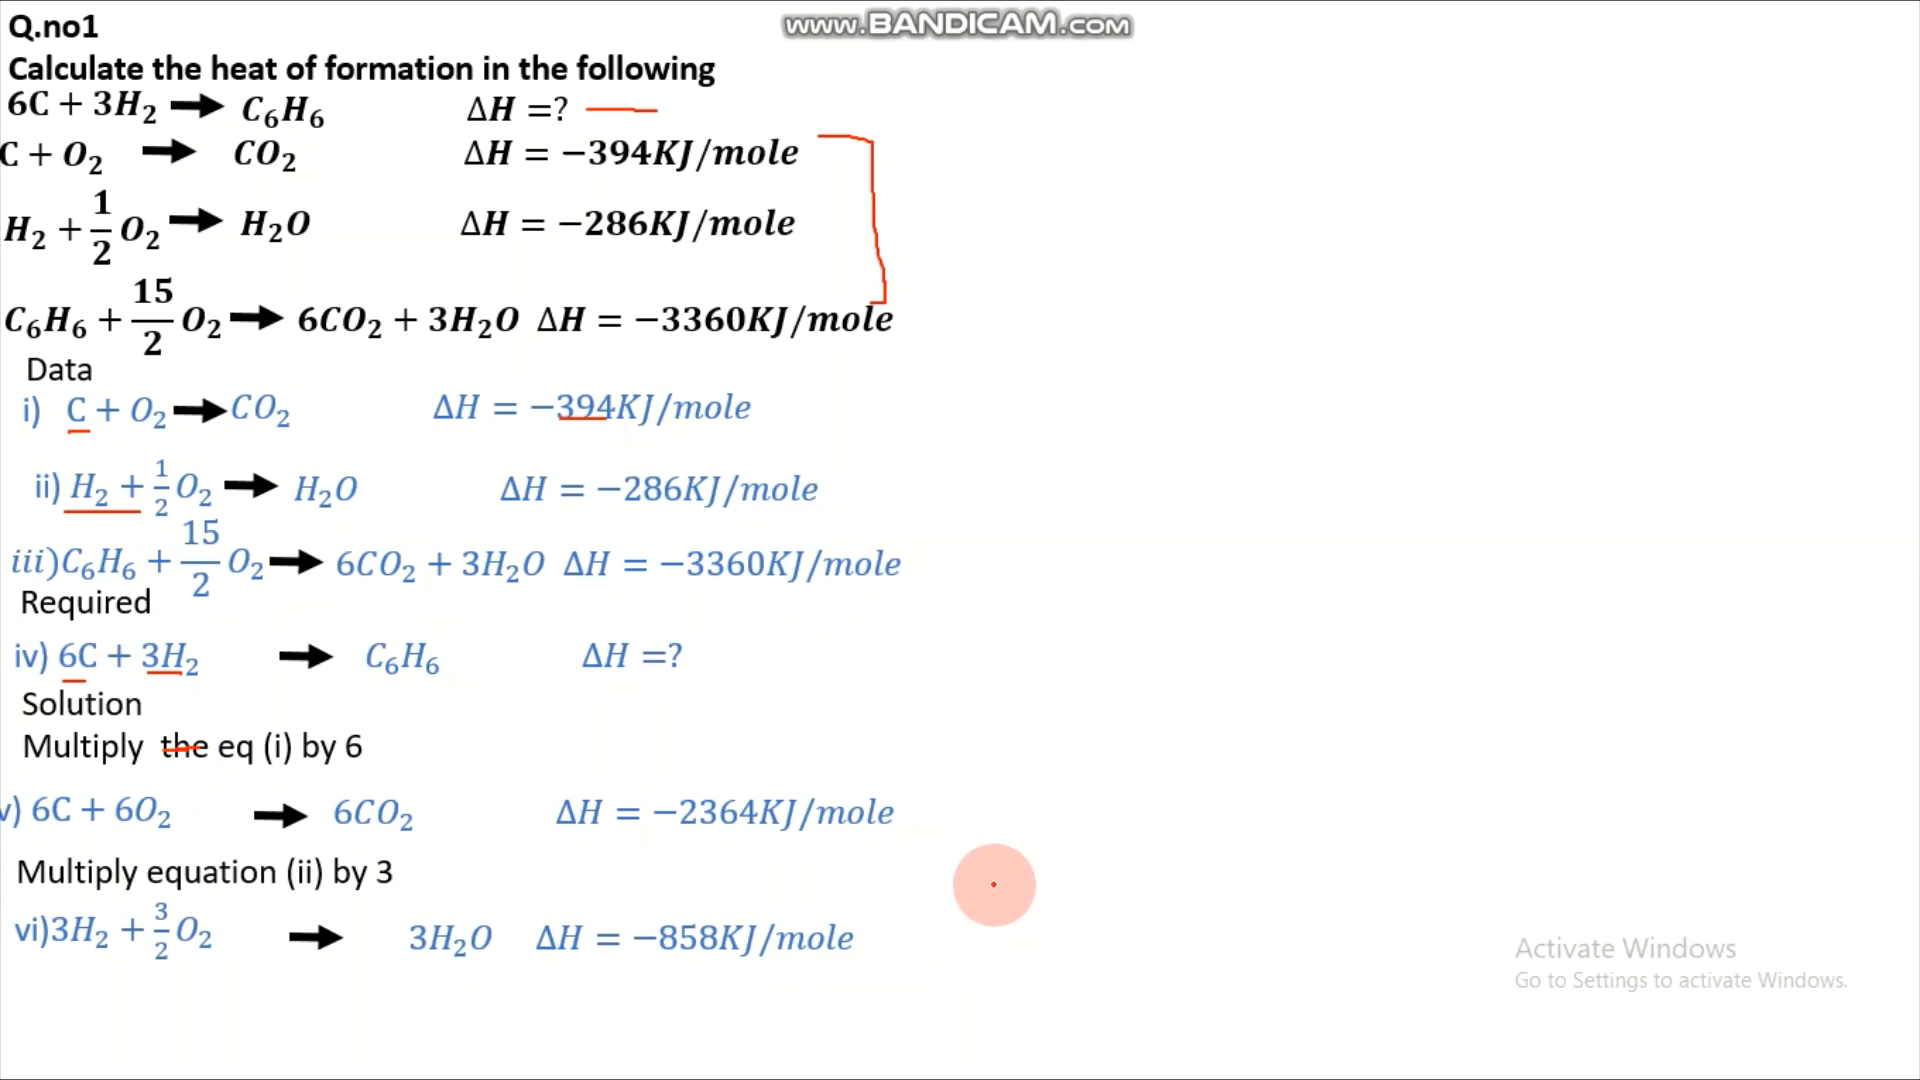 www.BANDICAM.com
Q.no1
Calculate the heat of formation in the following
6C + 3H₂ → C₆H₆ ΔH =?
C + O₂ → CO₂ ΔH = −394KJ/mole
H₂ + 1/2 O₂ → H₂O ΔH = −286KJ/mole
C₆H₆ + 15/2 O₂ → 6CO₂ + 3H₂O ΔH = −3360KJ/mole
Data
i) C + O₂ → CO₂ ΔH = −394KJ/mole
ii) H₂ + 1/2 O₂ → H₂O ΔH = −286KJ/mole
iii)C₆H₆ + 15/2 O₂ → 6CO₂ + 3H₂O ΔH = −3360KJ/mole
Required
iv) 6C + 3H₂ → C₆H₆ ΔH =?
Solution
Multiply the eq (i) by 6
v) 6C + 6O₂ → 6CO₂ ΔH = −2364KJ/mole
Multiply equation (ii) by 3
vi)3H₂ + 3/2 O₂ → 3H₂O ΔH = −858KJ/mole
Activate Windows
Go to Settings to activate Windows.